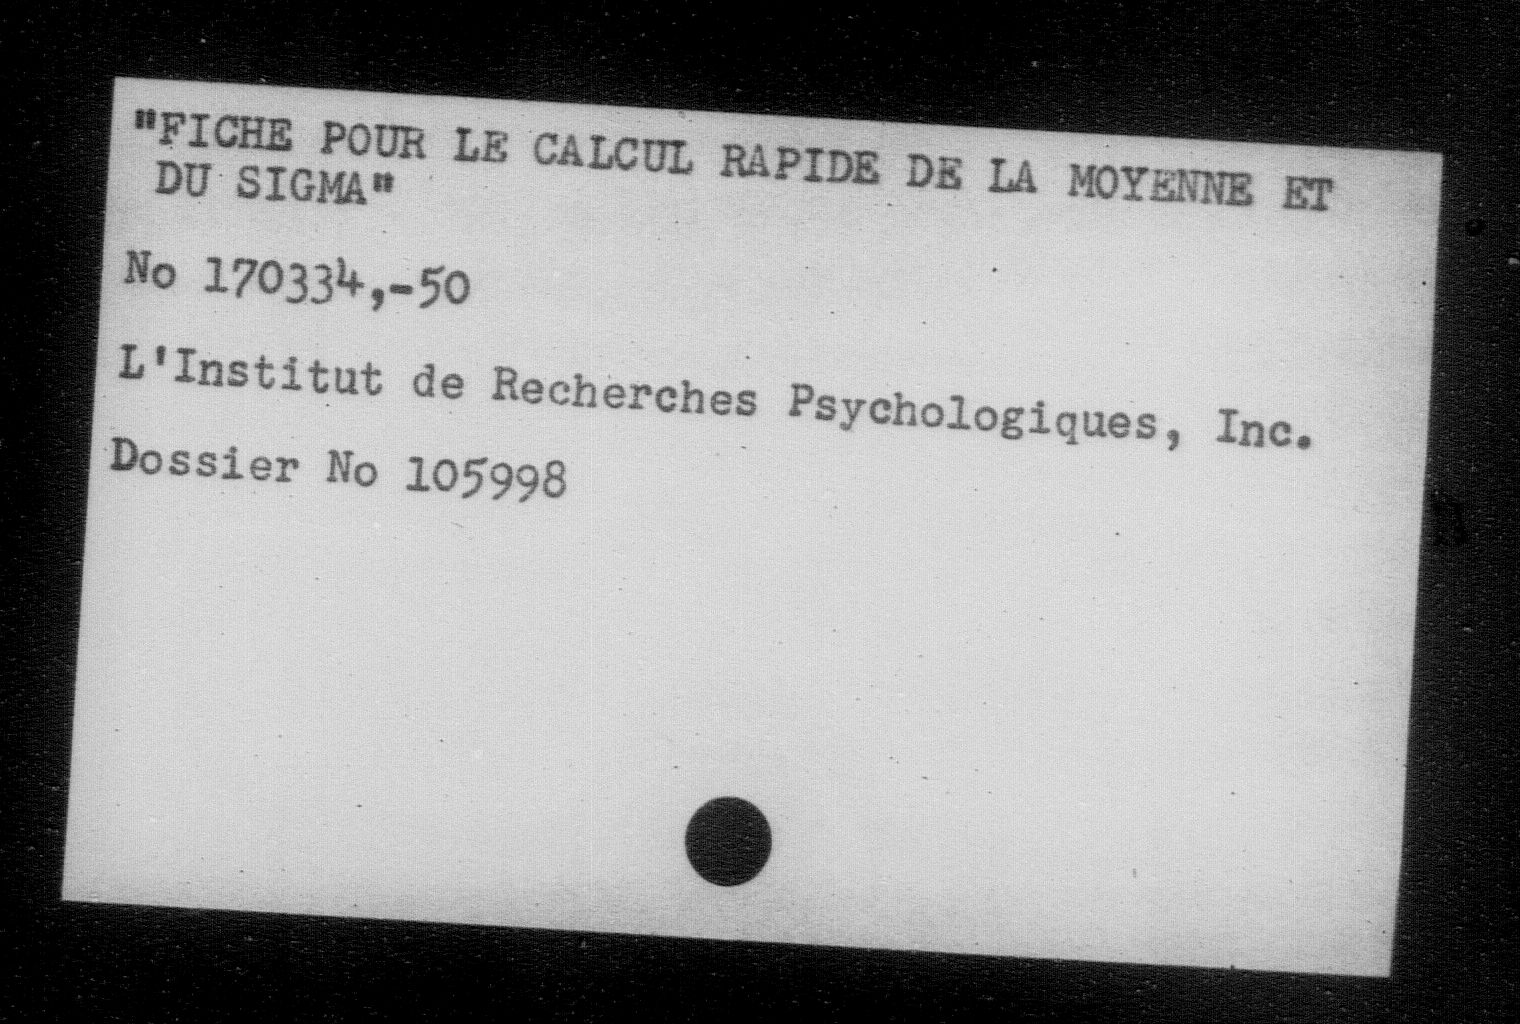 "FICHE POUR LE CALCUL RAPIDE DE LA MOYENNE ET
DU SIGMA"
No 170334,-50
L'Institut de Recherches Psychologiques, Inc.
Dossier No 105998